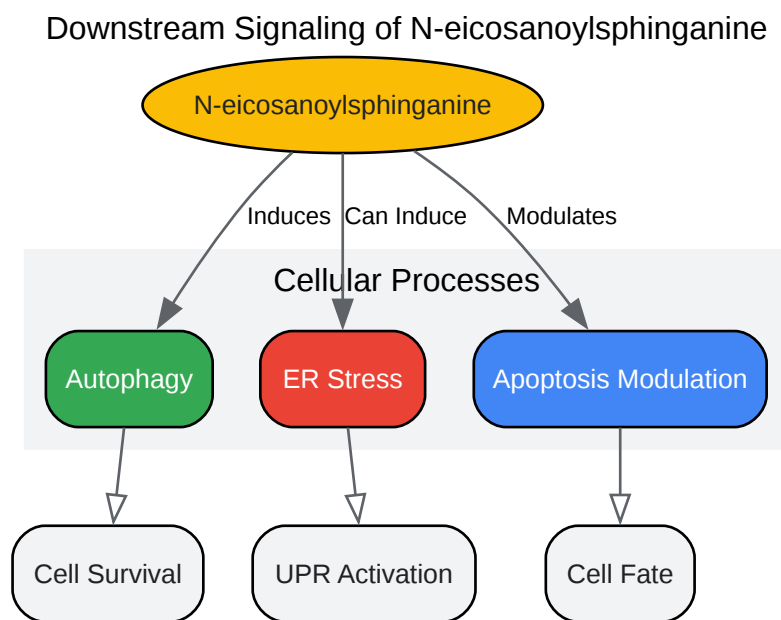 Downstream Signaling of N-eicosanoylsphinganine
N-eicosanoylsphinganine
Induces
Can Induce
Modulates
Cellular Processes
Autophagy
ER Stress
Apoptosis Modulation
Cell Survival
UPR Activation
Cell Fate